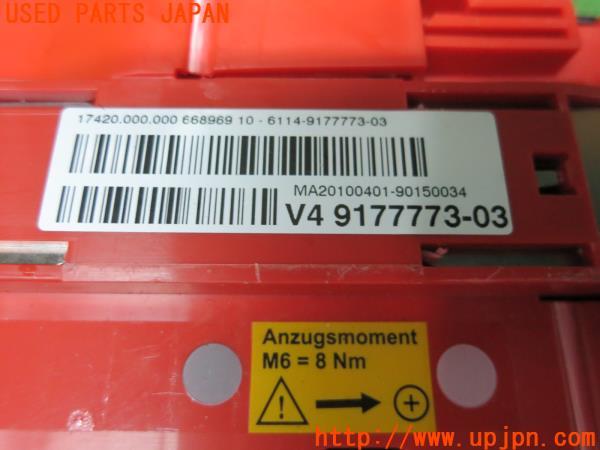 USED PARTS JAPAN
17420.000.000 668969 10 - 6114-9177773-03
MA20100401-90150034
V4 9177773-03
Anzugsmoment
M6 = 8 Nm
http://www.upjpn.com/